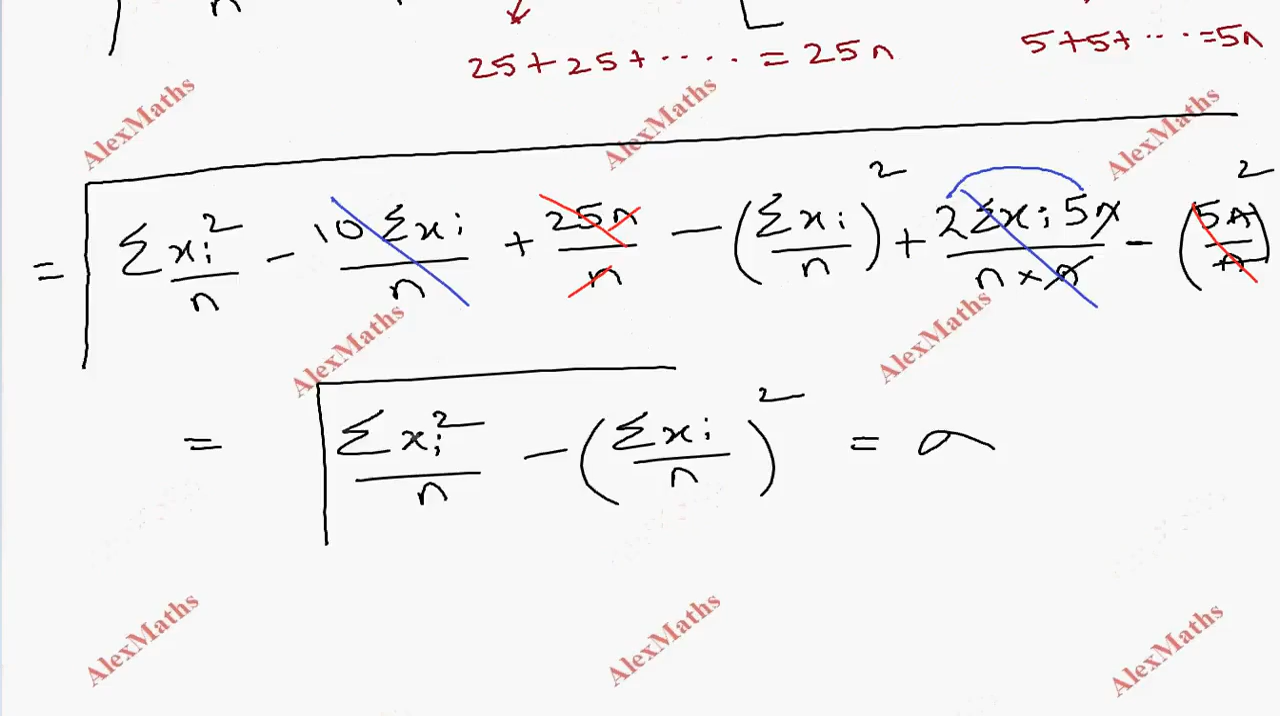 n
25+25+ ···· = 25n 5+5+ ··· =5n
= √ Σxi²/n - 10Σxi/n + 25n/n - (Σxi/n)² + 2Σxi5n/n×n - (5n/n)²
= √ Σxi²/n - (Σxi/n)² = σ
AlexMaths
AlexMaths
AlexMaths
AlexMaths
AlexMaths
AlexMaths
AlexMaths
AlexMaths